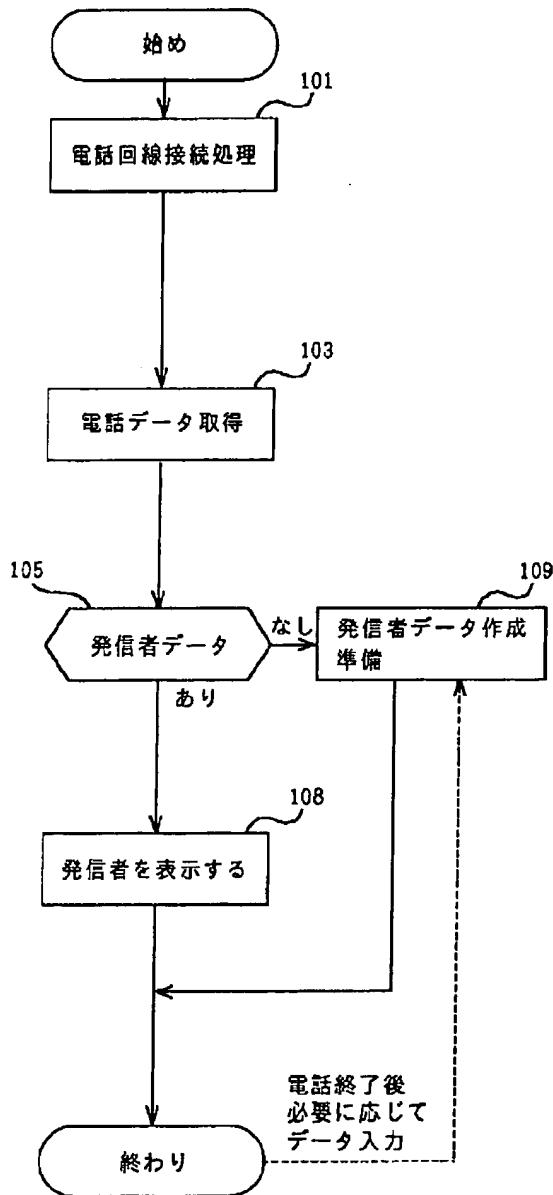 始め
101
電話回線接続処理
103
電話データ取得
105
発信者データ
なし
109
発信者データ作成
準備
あり
108
発信者を表示する
電話終了後
必要に応じて
データ入力
終わり